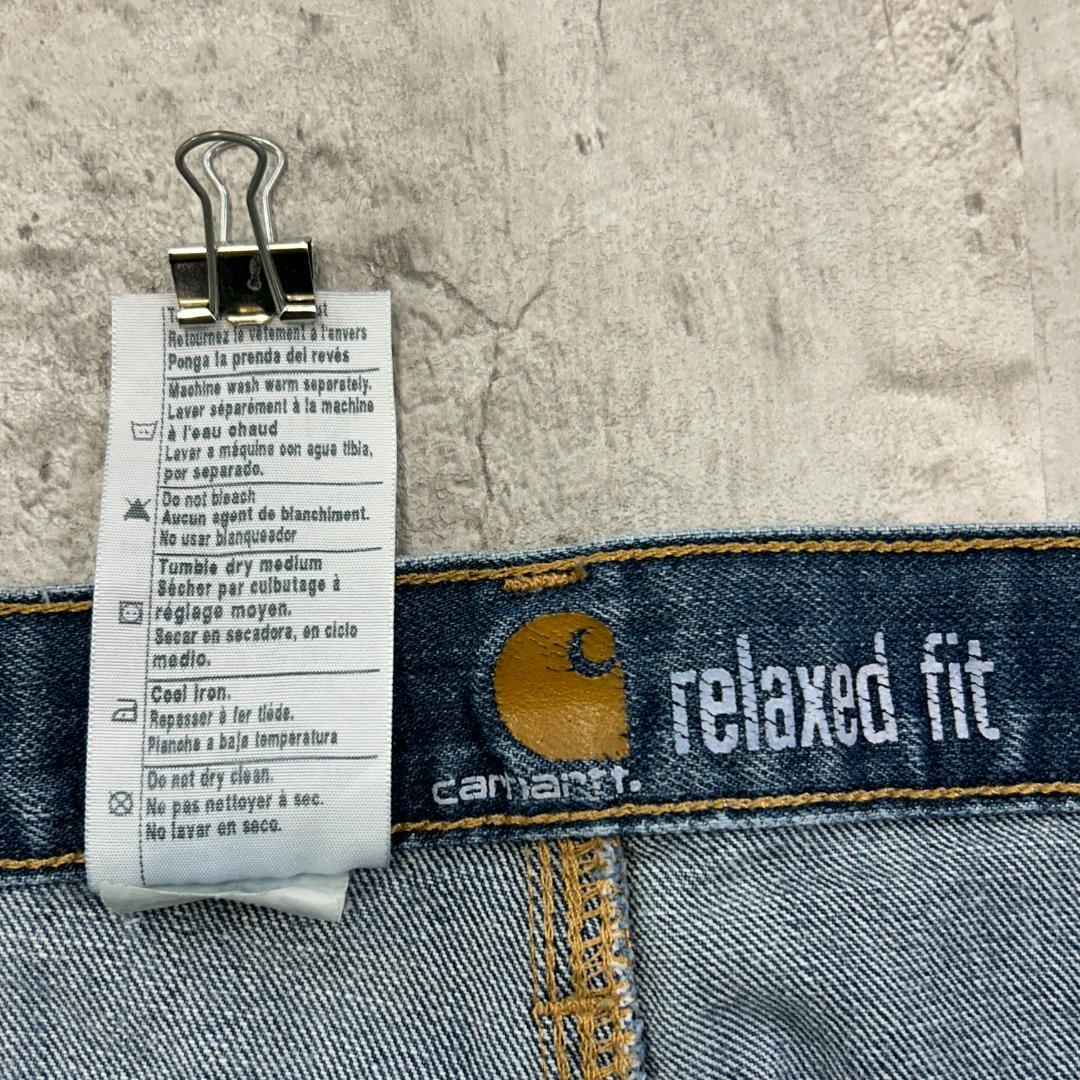 Retournez le vêtement à l'envers
Ponga la prenda del revés
Machine wash warm separately.
Laver séparément à la machine
à l'eau chaud
Lavar a máquina con agua tibia,
por separado.
Do not bleach
Aucun agent de blanchiment.
No usar blanqueador
Tumble dry medium
Sécher par culbutage à
réglage moyen.
Secar en secadora, en ciclo
medio.
Cool iron.
Repasser à fer tiède.
Plancha a baja temperatura
Do not dry clean.
Ne pas nettoyer à sec.
No lavar en seco.
relaxed fit
carhartt.